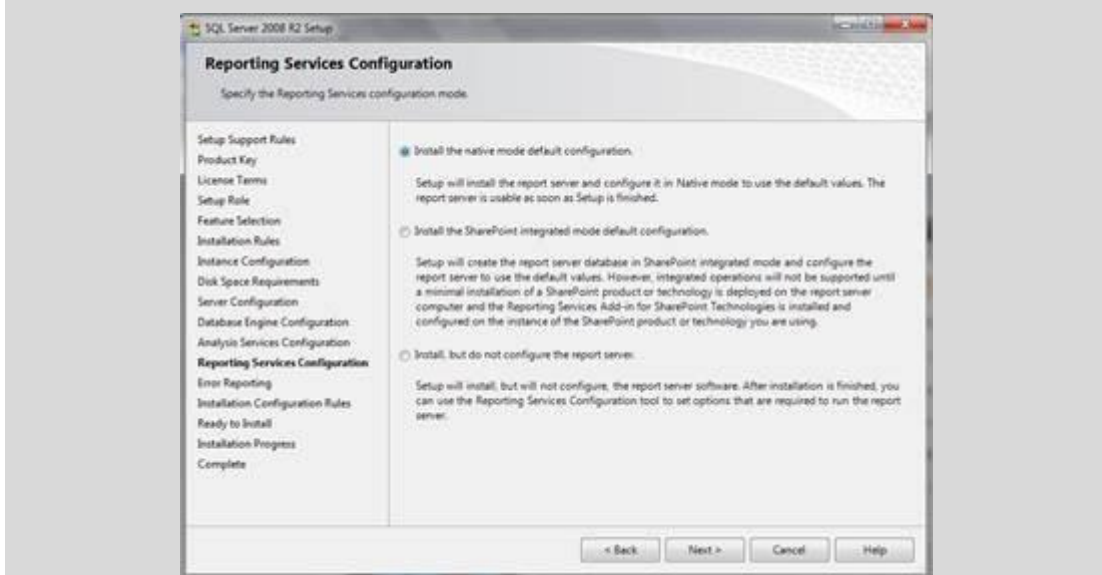 SQL Server 2008 R2 Setup
Reporting Services Configuration
Specify the Reporting Services configuration mode.
Setup Support Rules
Product Key
License Terms
Setup Role
Feature Selection
Installation Rules
Instance Configuration
Disk Space Requirements
Server Configuration
Database Engine Configuration
Analysis Services Configuration
Reporting Services Configuration
Error Reporting
Installation Configuration Rules
Ready to Install
Installation Progress
Complete
Install the native mode default configuration.
Setup will install the report server and configure it in Native mode to use the default values. The
report server is usable as soon as Setup is finished.
Install the SharePoint integrated mode default configuration.
Setup will create the report server database in SharePoint integrated mode and configure the
report server to use the default values. However, integrated operations will not be supported until
a minimal installation of a SharePoint product or technology is deployed on the report server
computer and the Reporting Services Add-in for SharePoint Technologies is installed and
configured on the instance of the SharePoint product or technology you are using.
Install, but do not configure the report server.
Setup will install, but will not configure, the report server software. After installation is finished, you
can use the Reporting Services Configuration tool to set options that are required to run the report
server.
< Back
Next >
Cancel
Help